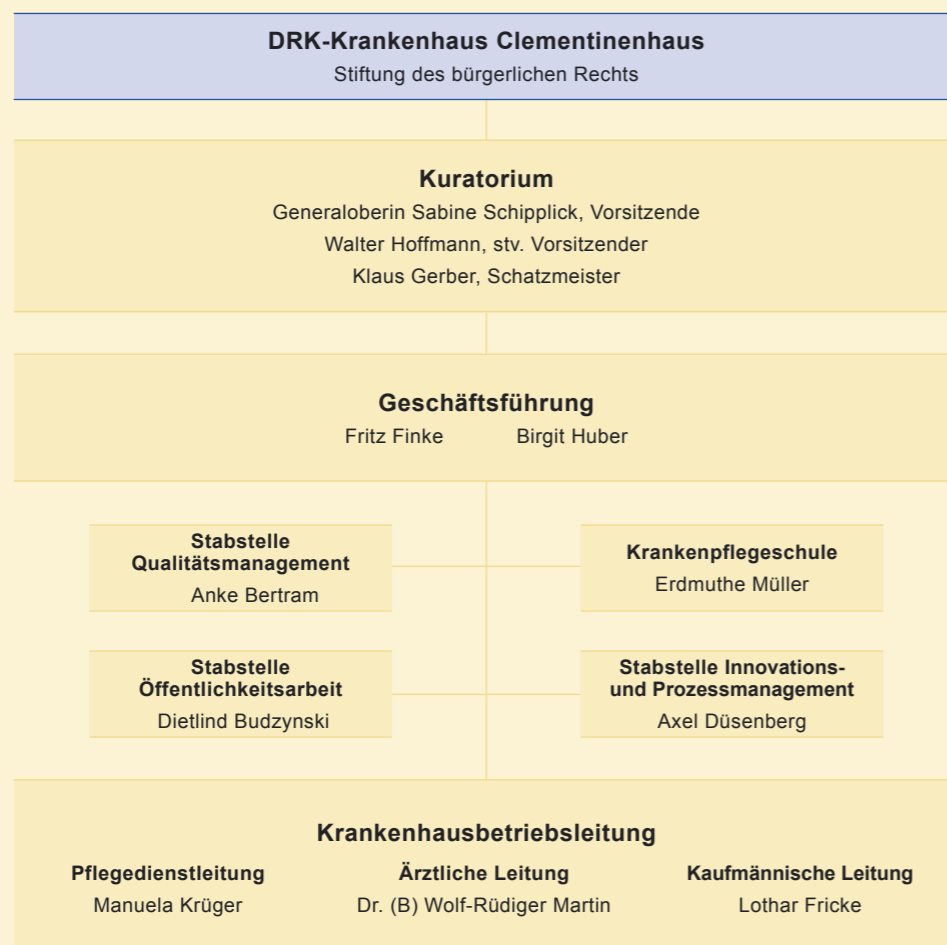 DRK-Krankenhaus Clementinenhaus
Stiftung des bürgerlichen Rechts
Kuratorium
Generaloberin Sabine Schipplick, Vorsitzende
Walter Hoffmann, stv. Vorsitzender
Klaus Gerber, Schatzmeister
Geschäftsführung
Fritz Finke Birgit Huber
Stabstelle
Qualitätsmanagement
Anke Bertram
Krankenpflegeschule
Erdmuthe Müller
Stabstelle
Öffentlichkeitsarbeit
Dietlind Budzynski
Stabstelle Innovations-
und Prozessmanagement
Axel Düsenberg
Krankenhausbetriebsleitung
Pflegedienstleitung
Manuela Krüger
Ärztliche Leitung
Dr. (B) Wolf-Rüdiger Martin
Kaufmännische Leitung
Lothar Fricke